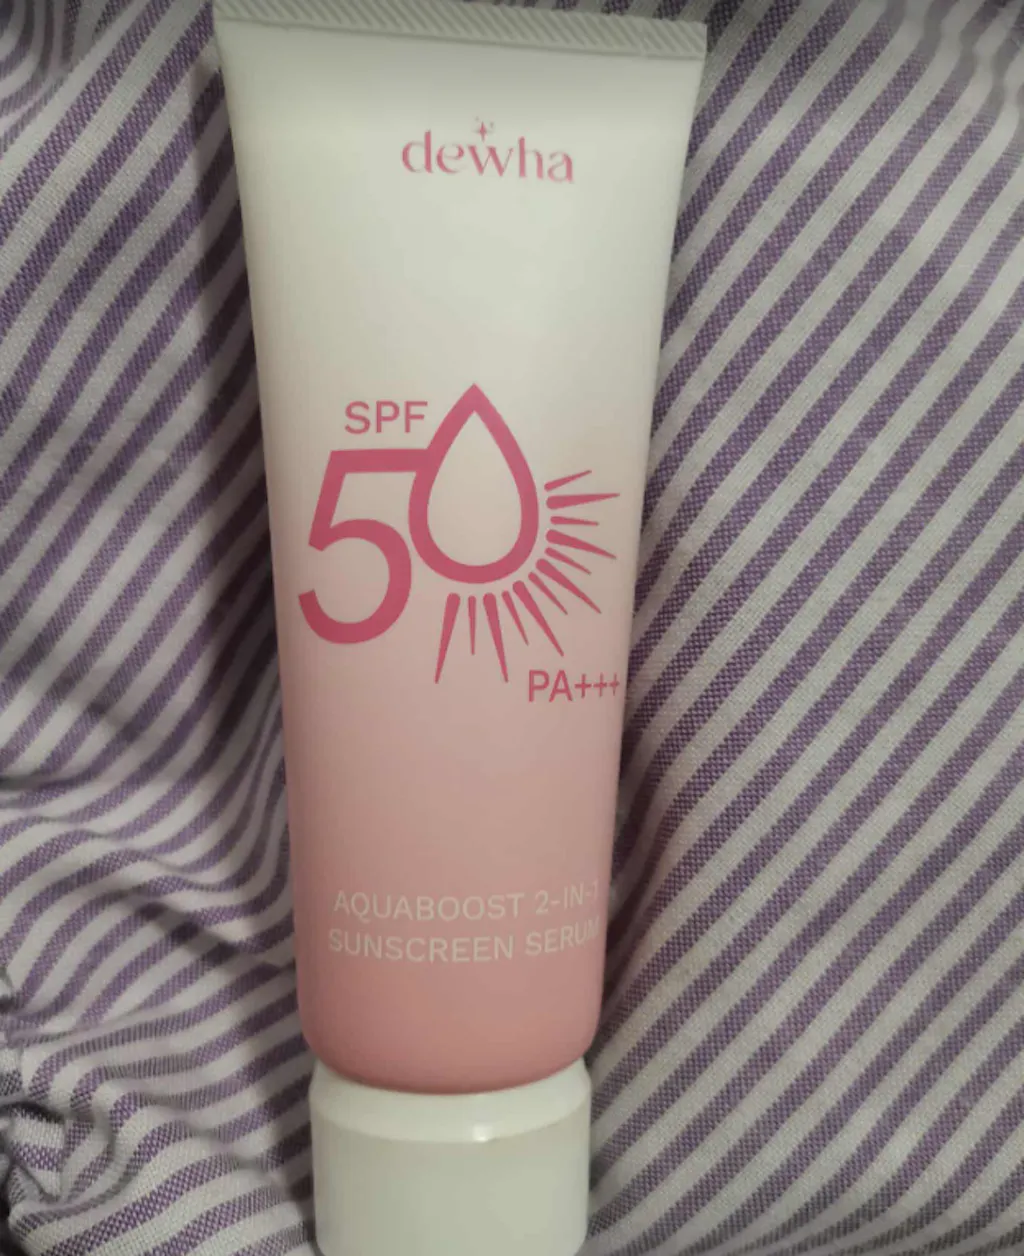 dewha
SPF
50
PA+++
AQUABOOST 2-IN-1
SUNSCREEN SERUM